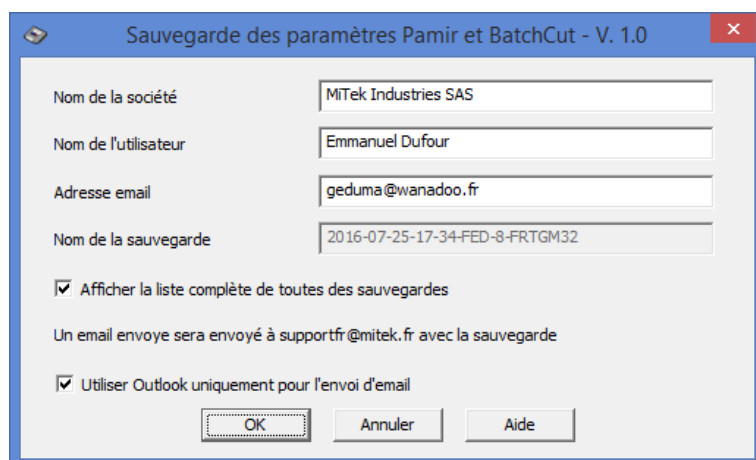 Sauvegarde des paramètres Pamir et BatchCut - V. 1.0
Nom de la société MiTek Industries SAS
Nom de l'utilisateur Emmanuel Dufour
Adresse email geduma@wanadoo.fr
Nom de la sauvegarde 2016-07-25-17-34-FED-8-FRTGM32
Afficher la liste complète de toutes des sauvegardes
Un email envoye sera envoyé à supportfr@mitek.fr avec la sauvegarde
Utiliser Outlook uniquement pour l'envoi d'email
OK Annuler Aide